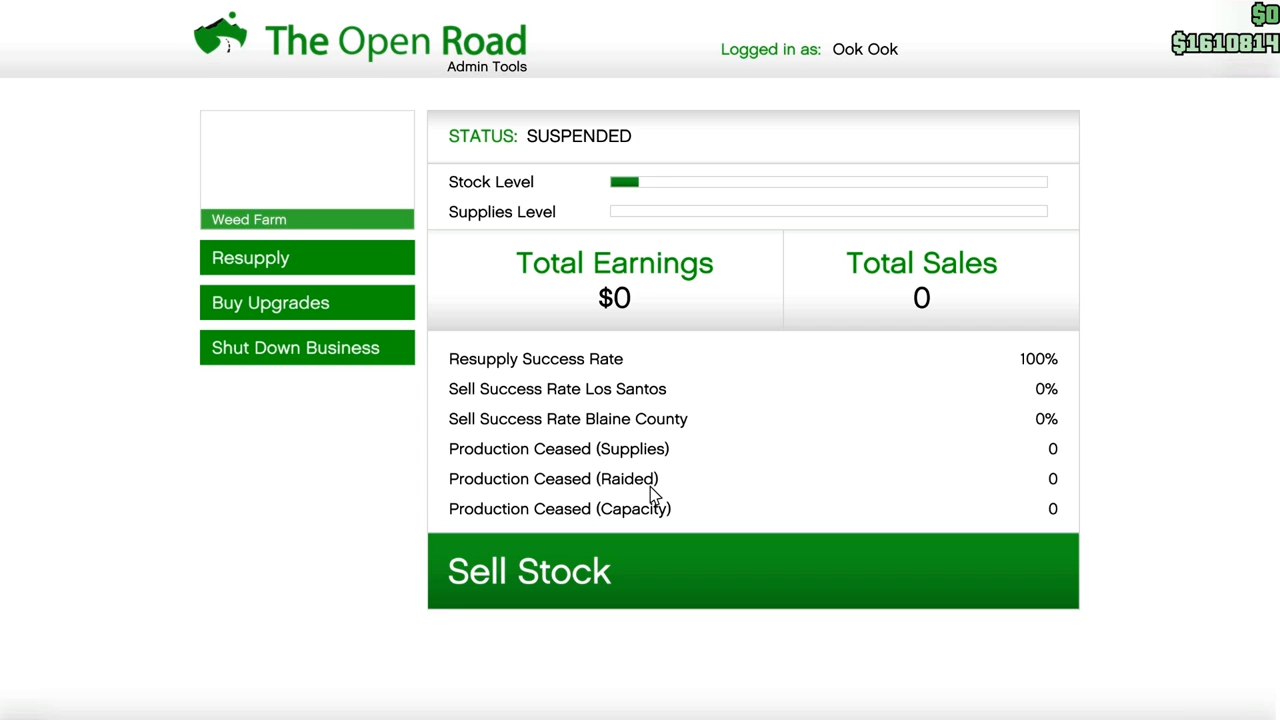 The Open Road
Admin Tools
Logged in as: Ook Ook
$0
$1610814
Weed Farm
Resupply
Buy Upgrades
Shut Down Business
STATUS: SUSPENDED
Stock Level
Supplies Level
Total Earnings
$0
Total Sales
0
Resupply Success Rate 100%
Sell Success Rate Los Santos 0%
Sell Success Rate Blaine County 0%
Production Ceased (Supplies) 0
Production Ceased (Raided) 0
Production Ceased (Capacity) 0
Sell Stock